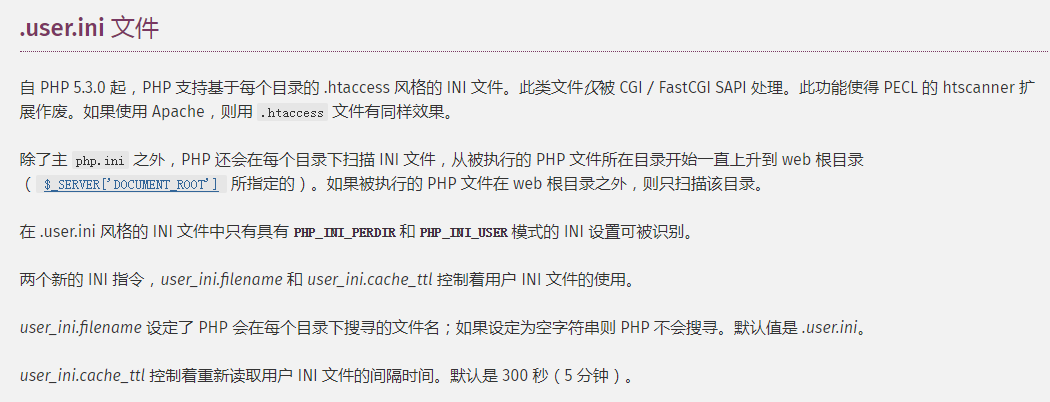 .user.ini 文件
自 PHP 5.3.0 起，PHP 支持基于每个目录的 .htaccess 风格的 INI 文件。此类文件仅被 CGI / FastCGI SAPI 处理。此功能使得 PECL 的 htscanner 扩
展作废。如果使用 Apache，则用 .htaccess 文件有同样效果。
除了主 php.ini 之外，PHP 还会在每个目录下扫描 INI 文件，从被执行的 PHP 文件所在目录开始一直上升到 web 根目录
（ $_SERVER['DOCUMENT_ROOT'] 所指定的）。如果被执行的 PHP 文件在 web 根目录之外，则只扫描该目录。
在 .user.ini 风格的 INI 文件中只有具有 PHP_INI_PERDIR 和 PHP_INI_USER 模式的 INI 设置可被识别。
两个新的 INI 指令，user_ini.filename 和 user_ini.cache_ttl 控制着用户 INI 文件的使用。
user_ini.filename 设定了 PHP 会在每个目录下搜寻的文件名；如果设定为空字符串则 PHP 不会搜寻。默认值是 .user.ini。
user_ini.cache_ttl 控制着重新读取用户 INI 文件的间隔时间。默认是 300 秒（5 分钟）。